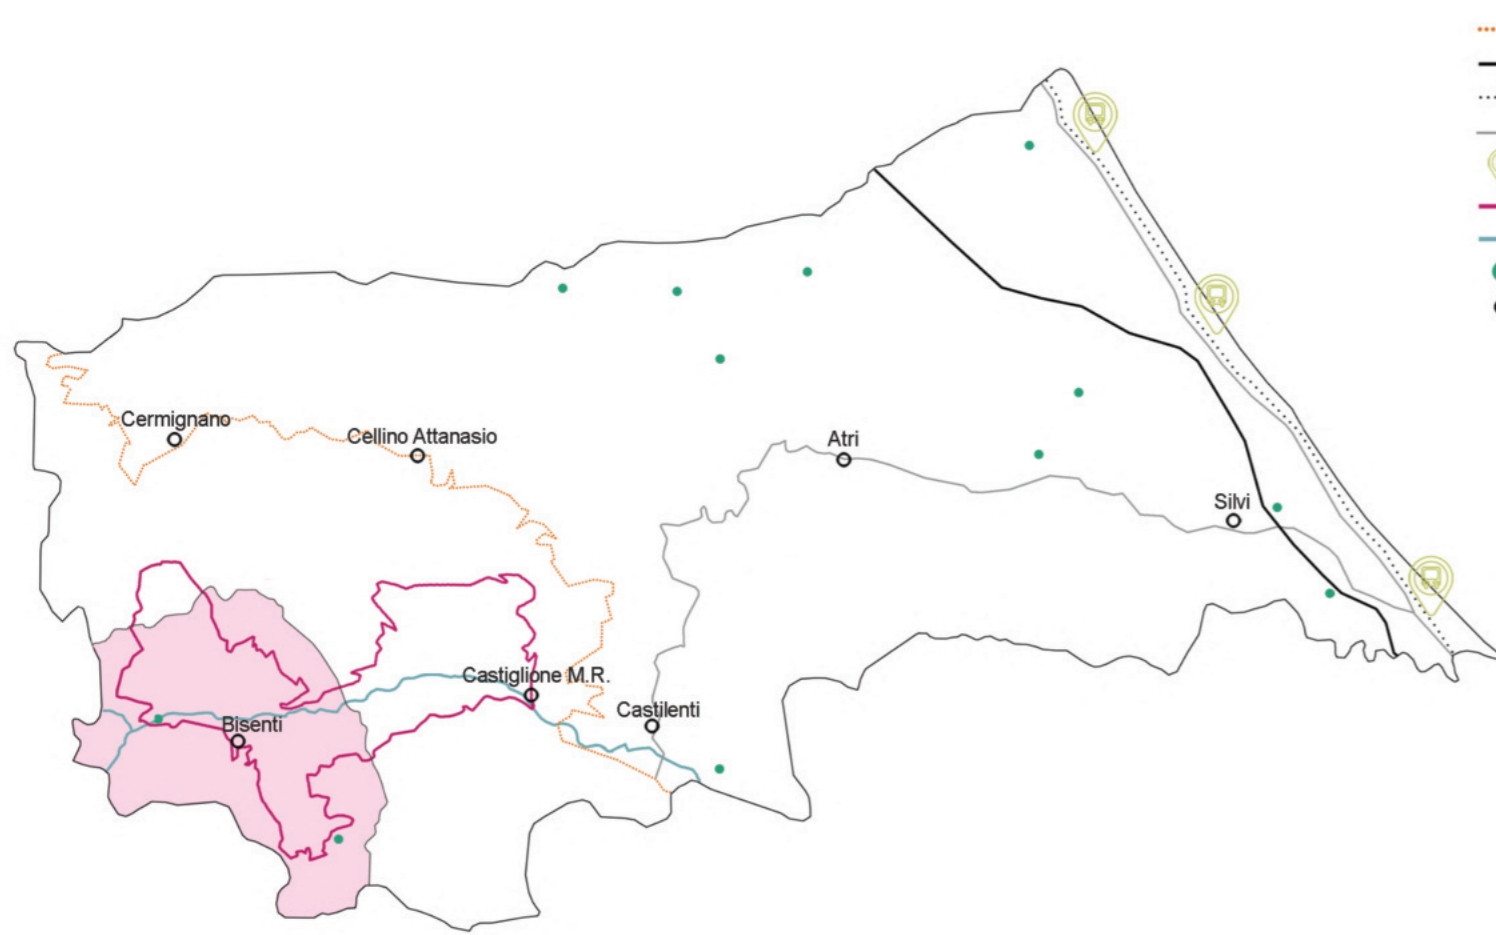 Cermignano
Cellino Attanasio
Atri
Silvi
Castiglione M.R.
Castilenti
Bisenti